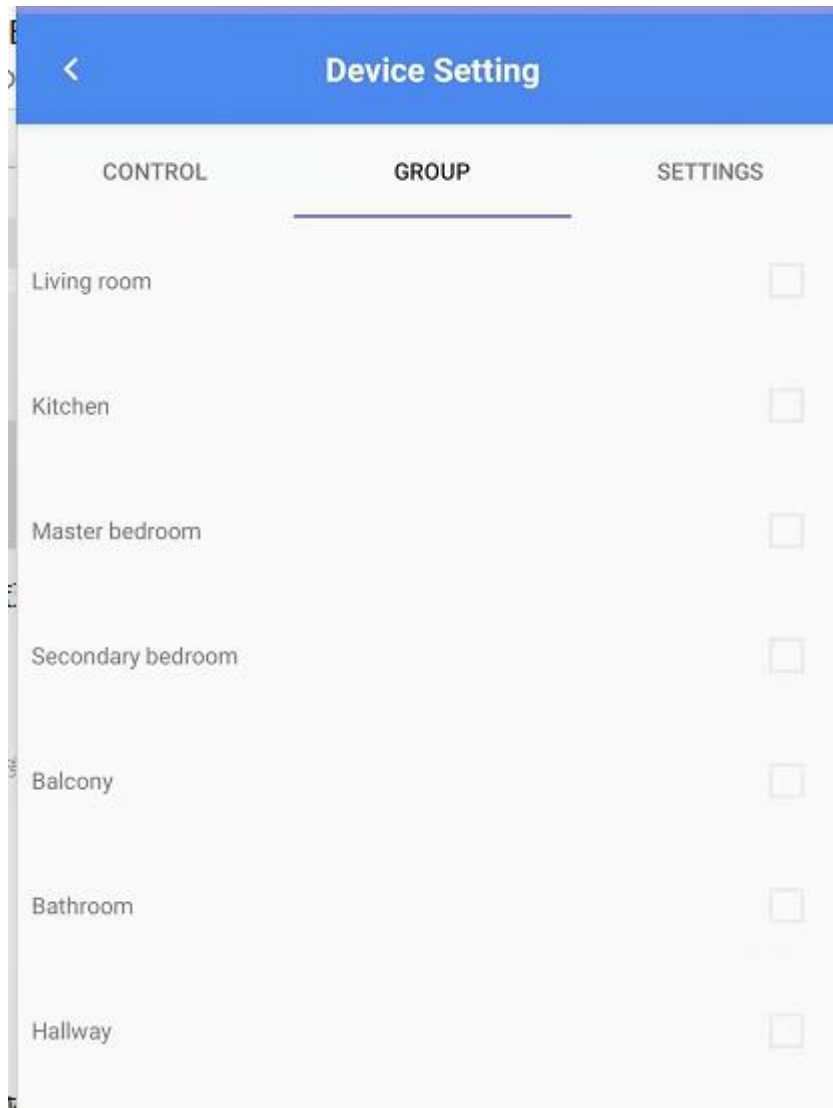 Device Setting
CONTROL GROUP SETTINGS
Living room
Kitchen
Master bedroom
Secondary bedroom
Balcony
Bathroom
Hallway